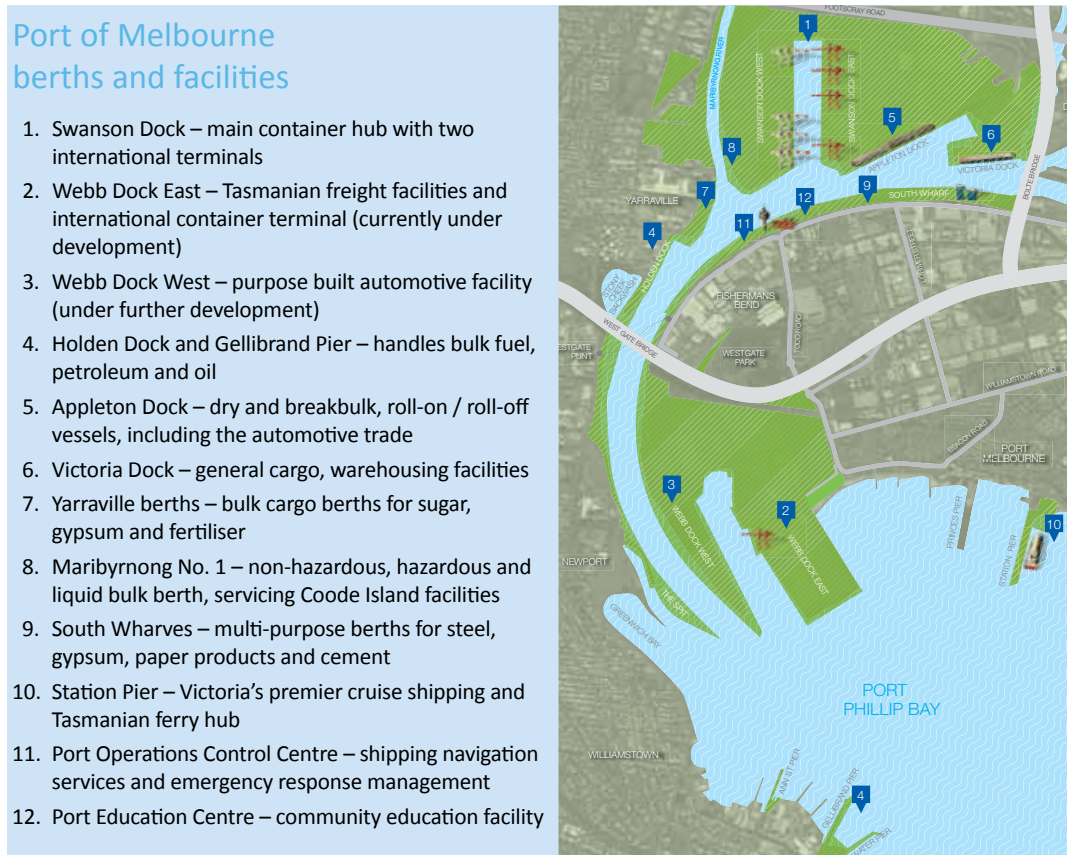 Port of Melbourne
berths and facilities
1. Swanson Dock – main container hub with two
international terminals
2. Webb Dock East – Tasmanian freight facilities and
international container terminal (currently under
development)
3. Webb Dock West – purpose built automotive facility
(under further development)
4. Holden Dock and Gellibrand Pier – handles bulk fuel,
petroleum and oil
5. Appleton Dock – dry and breakbulk, roll-on / roll-off
vessels, including the automotive trade
6. Victoria Dock – general cargo, warehousing facilities
7. Yarraville berths – bulk cargo berths for sugar,
gypsum and fertiliser
8. Maribyrnong No. 1 – non-hazardous, hazardous and
liquid bulk berth, servicing Coode Island facilities
9. South Wharves – multi-purpose berths for steel,
gypsum, paper products and cement
10. Station Pier – Victoria's premier cruise shipping and
Tasmanian ferry hub
11. Port Operations Control Centre – shipping navigation
services and emergency response management
12. Port Education Centre – community education facility
FOOTSCRAY ROAD
1
MARIBYRNONG RIVER
SWANSON DOCK WEST
SWANSON DOCK EAST
5
APPLETON DOCK
6
VICTORIA DOCK
BOLTE BRIDGE
8
7
YARRAVILLE
12
9
SOUTH WHARF
11
4
HOLDEN DOCK
STONY
CREEK
BACKWASH
FISHERMANS
BEND
TODD ROAD
WEST GATE BRIDGE
PUNT
WESTGATE
PARK
WILLIAMSTOWN ROAD
BEACON ROAD
PORT
MELBOURNE
3
WEBB DOCK WEST
2
WEBB DOCK EAST
PRINCES PIER
STATION PIER
10
NEWPORT
THE SPIT
GREENWICH BAY
PORT
PHILLIP BAY
WILLIAMSTOWN
ANN ST PIER
GELLIBRAND PIER
4
WATER PIER